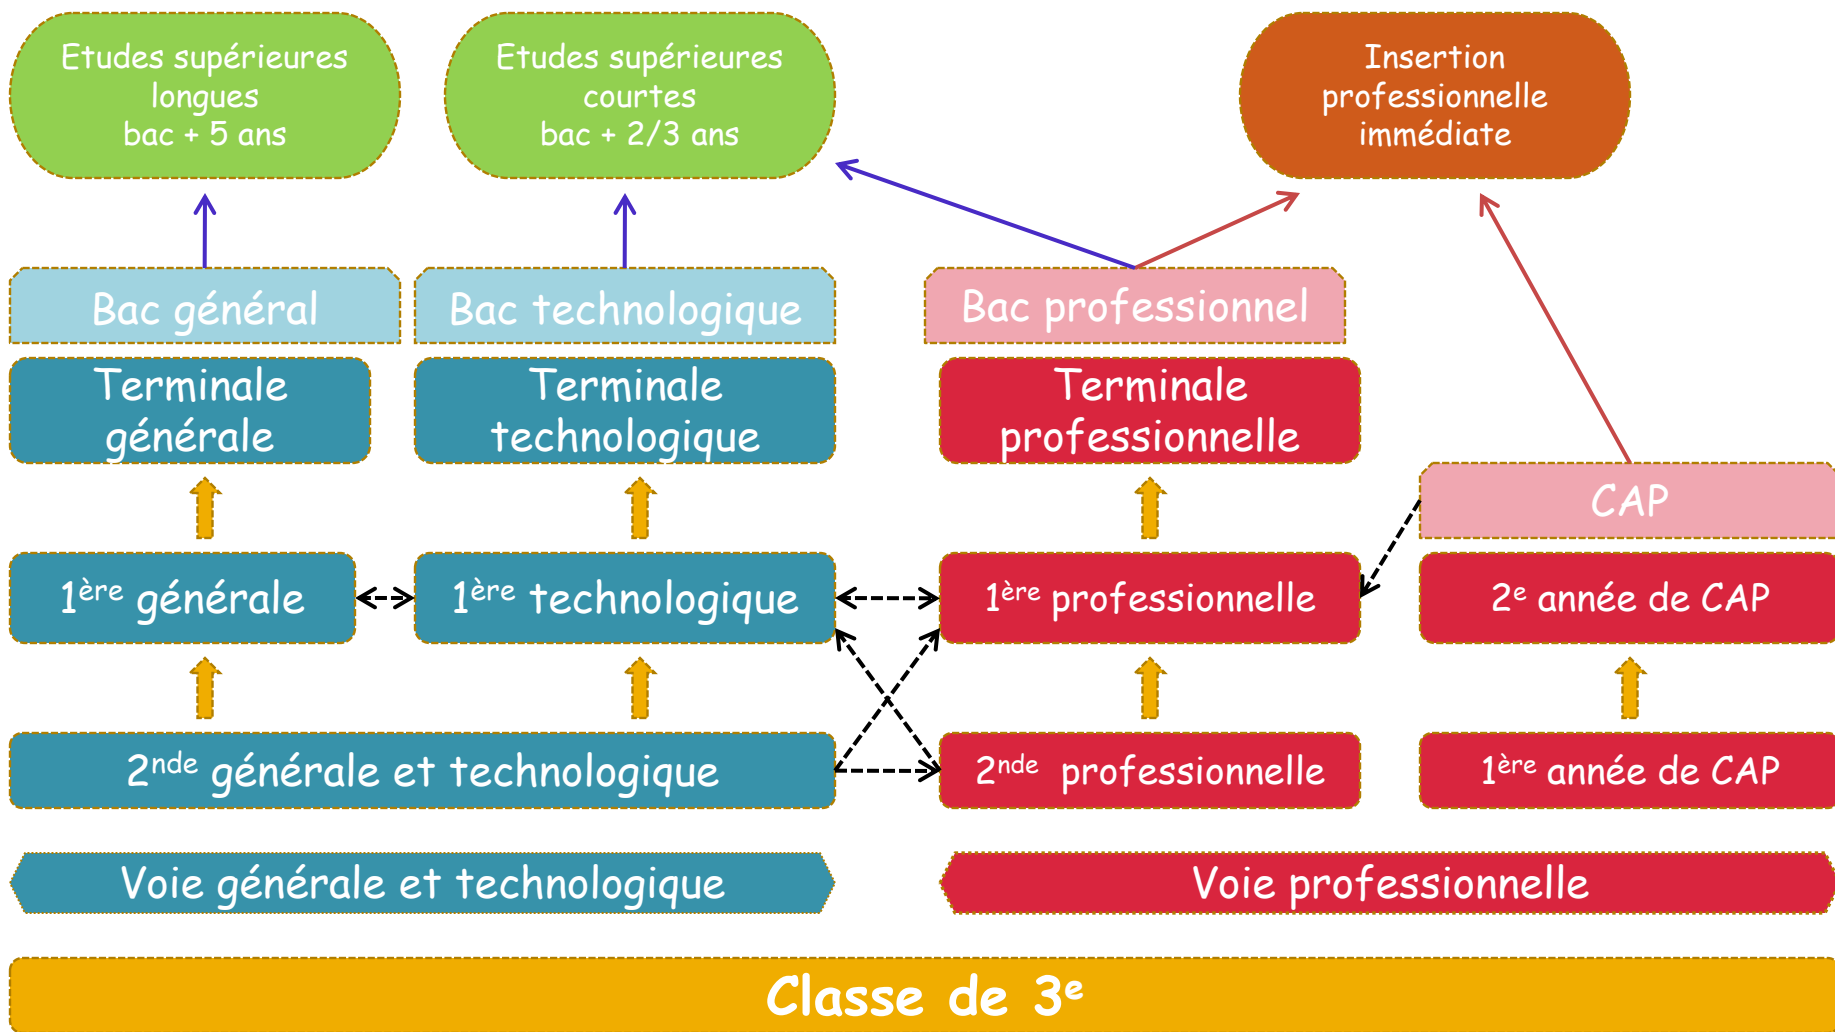 Etudes supérieures
longues
bac + 5 ans
Etudes supérieures
courtes
bac + 2/3 ans
Insertion
professionnelle
immédiate
Bac général
Bac technologique
Bac professionnel
Terminale
générale
Terminale
technologique
Terminale
professionnelle
CAP
1ère générale
1ère technologique
1ère professionnelle
2e année de CAP
2nde générale et technologique
2nde professionnelle
1ère année de CAP
Voie générale et technologique
Voie professionnelle
Classe de 3e